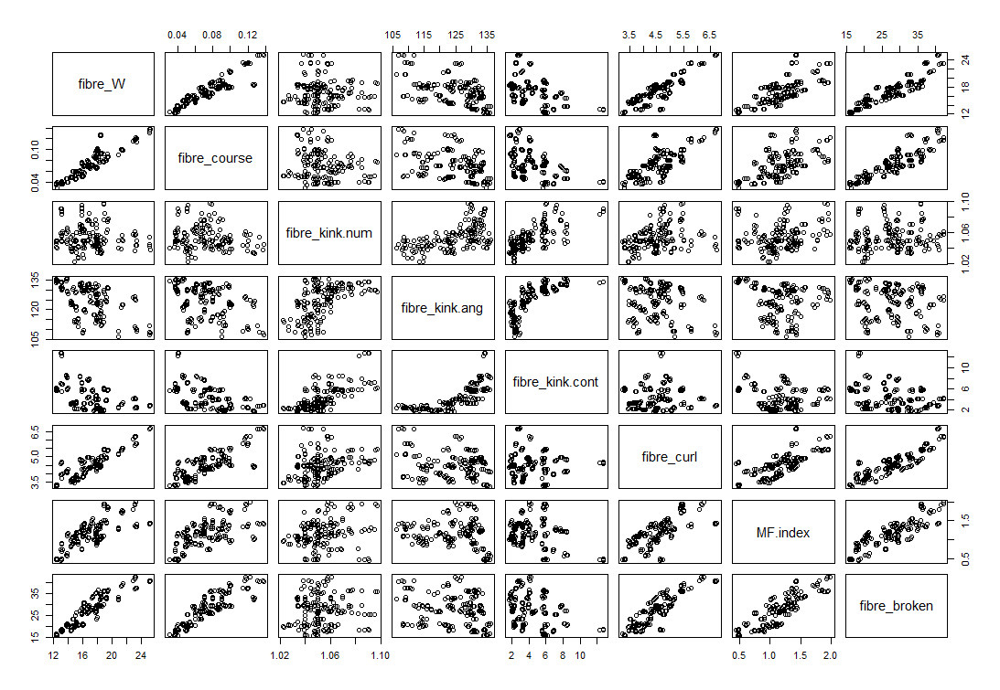 0.04 0.08 0.12 105 115 125 135 3.5 4.5 5.5 6.5 15 25 35
fibre_W 12 18 24
0.04 0.10 fibre_course
fibre_kink.num 1.02 1.06 1.10
105 120 135 fibre_kink.ang
fibre_kink.cont 2 6 10
3.5 5.0 6.5 fibre_curl
MF.index 0.5 1.5
15 25 35 fibre_broken
12 16 20 24 1.02 1.06 1.10 2 4 6 8 10 0.5 1.0 1.5 2.0